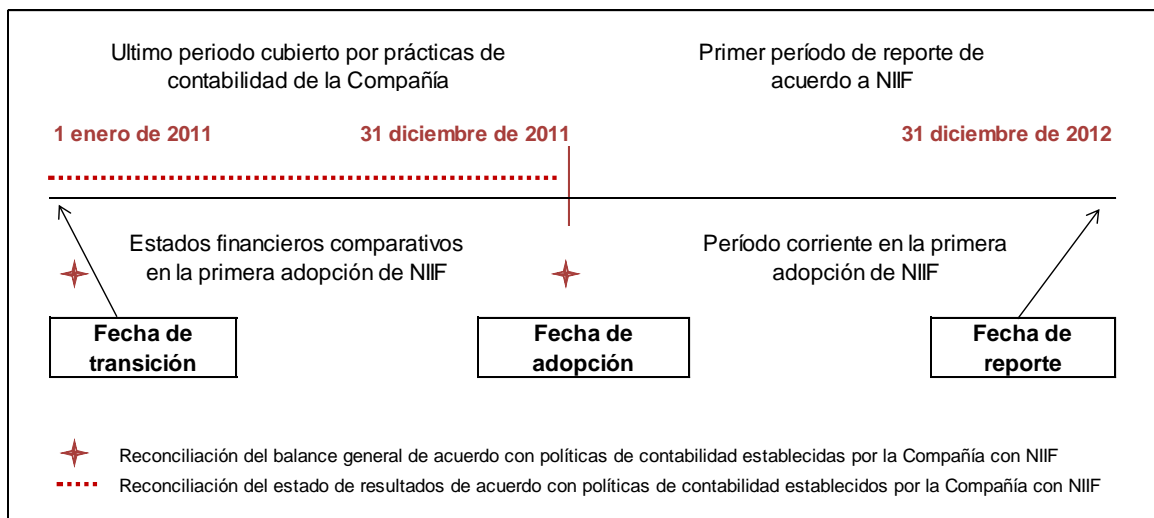 Ultimo periodo cubierto por prácticas de
contabilidad de la Compañía
Primer período de reporte de
acuerdo a NIIF
1 enero de 2011
31 diciembre de 2011
31 diciembre de 2012
Estados financieros comparativos
en la primera adopción de NIIF
Período corriente en la primera
adopción de NIIF
Fecha de
transición
Fecha de
adopción
Fecha de
reporte
Reconciliación del balance general de acuerdo con políticas de contabilidad establecidas por la Compañía con NIIF
Reconciliación del estado de resultados de acuerdo con políticas de contabilidad establecidos por la Compañía con NIIF